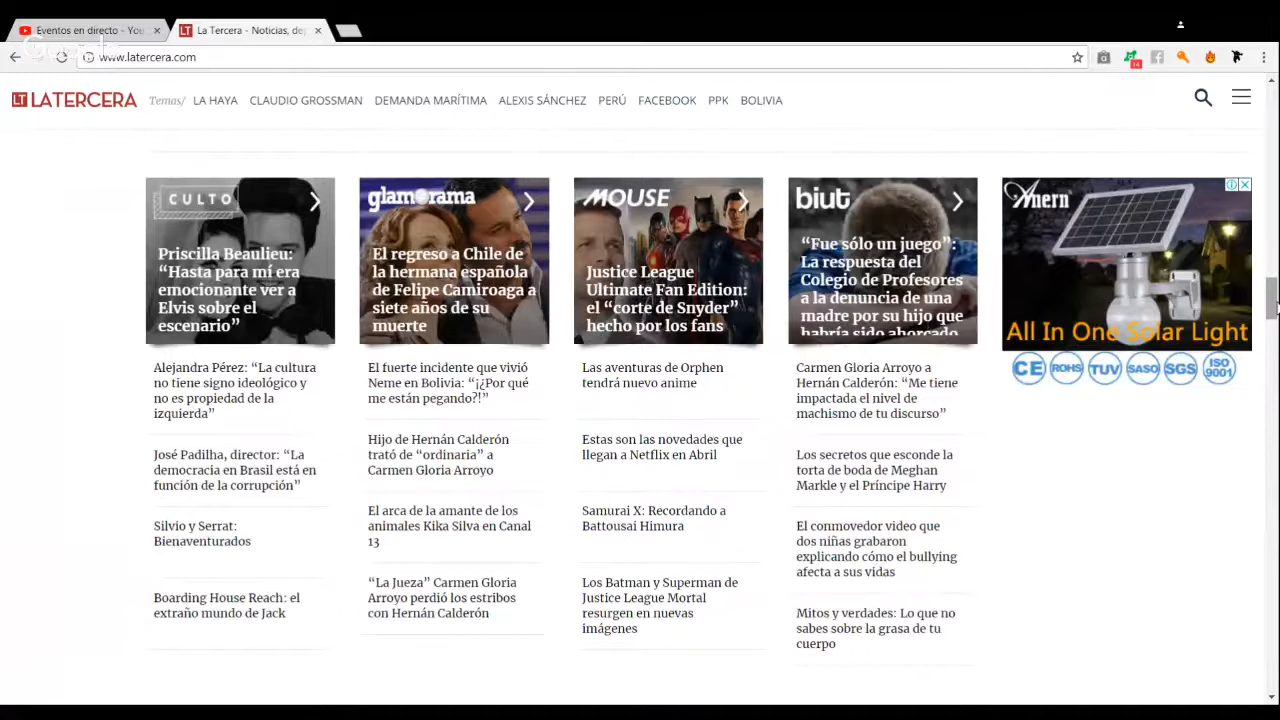 Eventos en directo - You
La Tercera - Noticias, de
www.latercera.com
14
LT LATERCERA
Temas/ LA HAYA CLAUDIO GROSSMAN DEMANDA MARÍTIMA ALEXIS SÁNCHEZ PERÚ FACEBOOK PPK BOLIVIA
CULTO
Priscilla Beaulieu:
“Hasta para mí era
emocionante ver a
Elvis sobre el
escenario”
Alejandra Pérez: “La cultura
no tiene signo ideológico y
no es propiedad de la
izquierda”
José Padilha, director: “La
democracia en Brasil está en
función de la corrupción”
Silvio y Serrat:
Bienaventurados
Boarding House Reach: el
extraño mundo de Jack
glamorama
El regreso a Chile de
la hermana española
de Felipe Camiroaga a
siete años de su
muerte
El fuerte incidente que vivió
Neme en Bolivia: “¡¿Por qué
me están pegando?!”
Hijo de Hernán Calderón
trató de “ordinaria” a
Carmen Gloria Arroyo
El arca de la amante de los
animales Kika Silva en Canal
13
“La Jueza” Carmen Gloria
Arroyo perdió los estribos
con Hernán Calderón
MOUSE
Justice League
Ultimate Fan Edition:
el “corte de Snyder”
hecho por los fans
Las aventuras de Orphen
tendrá nuevo anime
Estas son las novedades que
llegan a Netflix en Abril
Samurai X: Recordando a
Battousai Himura
Los Batman y Superman de
Justice League Mortal
resurgen en nuevas
imágenes
biut
“Fue sólo un juego”:
La respuesta del
Colegio de Profesores
a la denuncia de una
madre por su hijo que
habría sido ahorcado
Carmen Gloria Arroyo a
Hernán Calderón: “Me tiene
impactada el nivel de
machismo de tu discurso”
Los secretos que esconde la
torta de boda de Meghan
Markle y el Príncipe Harry
El conmovedor video que
dos niñas grabaron
explicando cómo el bullying
afecta a sus vidas
Mitos y verdades: Lo que no
sabes sobre la grasa de tu
cuerpo
Anern
All In One Solar Light
CE ROHS TUV SASO SGS ISO 9001